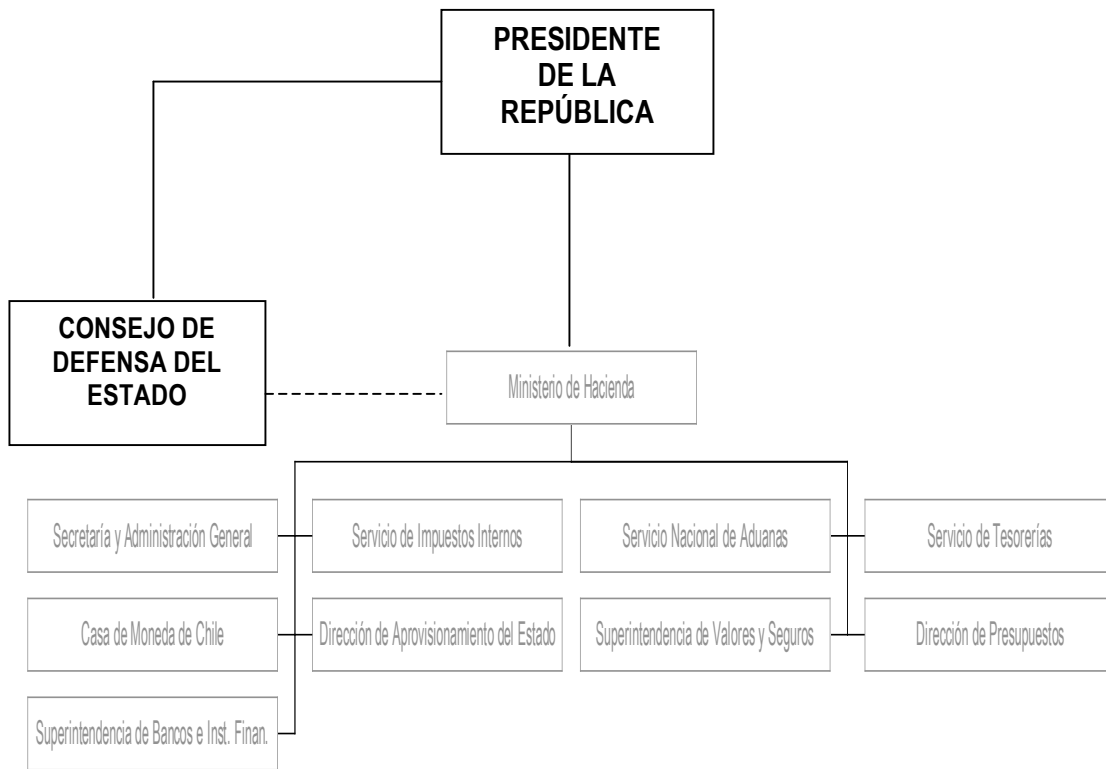 PRESIDENTE
DE LA
REPÚBLICA
CONSEJO DE
DEFENSA DEL
ESTADO
Ministerio de Hacienda
Secretaría y Administración General
Servicio de Impuestos Internos
Servicio Nacional de Aduanas
Servicio de Tesorerías
Casa de Moneda de Chile
Dirección de Aprovisionamiento del Estado
Superintendencia de Valores y Seguros
Dirección de Presupuestos
Superintendencia de Bancos e Inst. Finan.